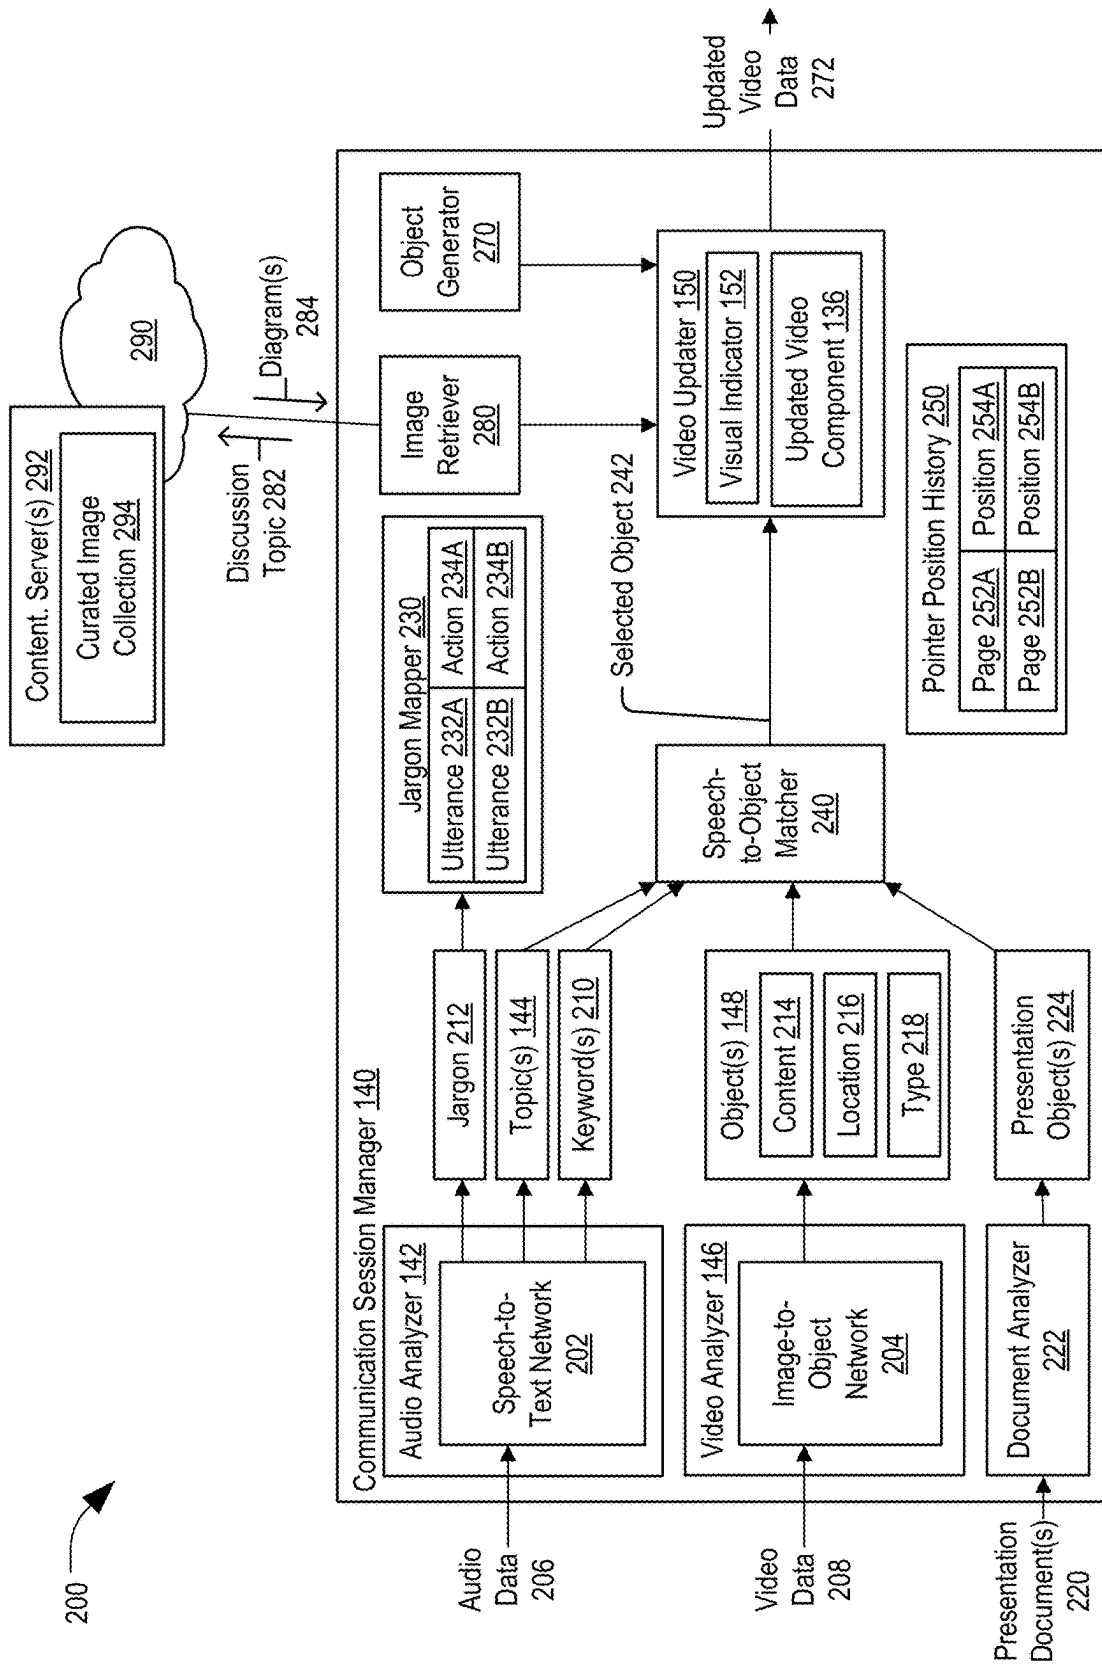 200
Content. Server(s) 292
Curated Image
Collection 294
290
Discussion
Topic 282
Diagram(s)
284
Communication Session Manager 140
Audio
Data
206
Audio Analyzer 142
Speech-to-
Text Network
202
Jargon 212
Topic(s) 144
Keyword(s) 210
Jargon Mapper 230
Utterance 232A
Action 234A
Utterance 232B
Action 234B
Image
Retriever
280
Object
Generator
270
Video
Data
208
Video Analyzer 146
Image-to-
Object
Network
204
Object(s) 148
Content 214
Location 216
Type 218
Speech-
to-Object
Matcher
240
Selected Object 242
Video Updater 150
Visual Indicator 152
Updated Video
Component 136
Updated
Video
Data
272
Presentation
Document(s)
220
Document Analyzer
222
Presentation
Object(s) 224
Pointer Position History 250
Page 252A
Position 254A
Page 252B
Position 254B